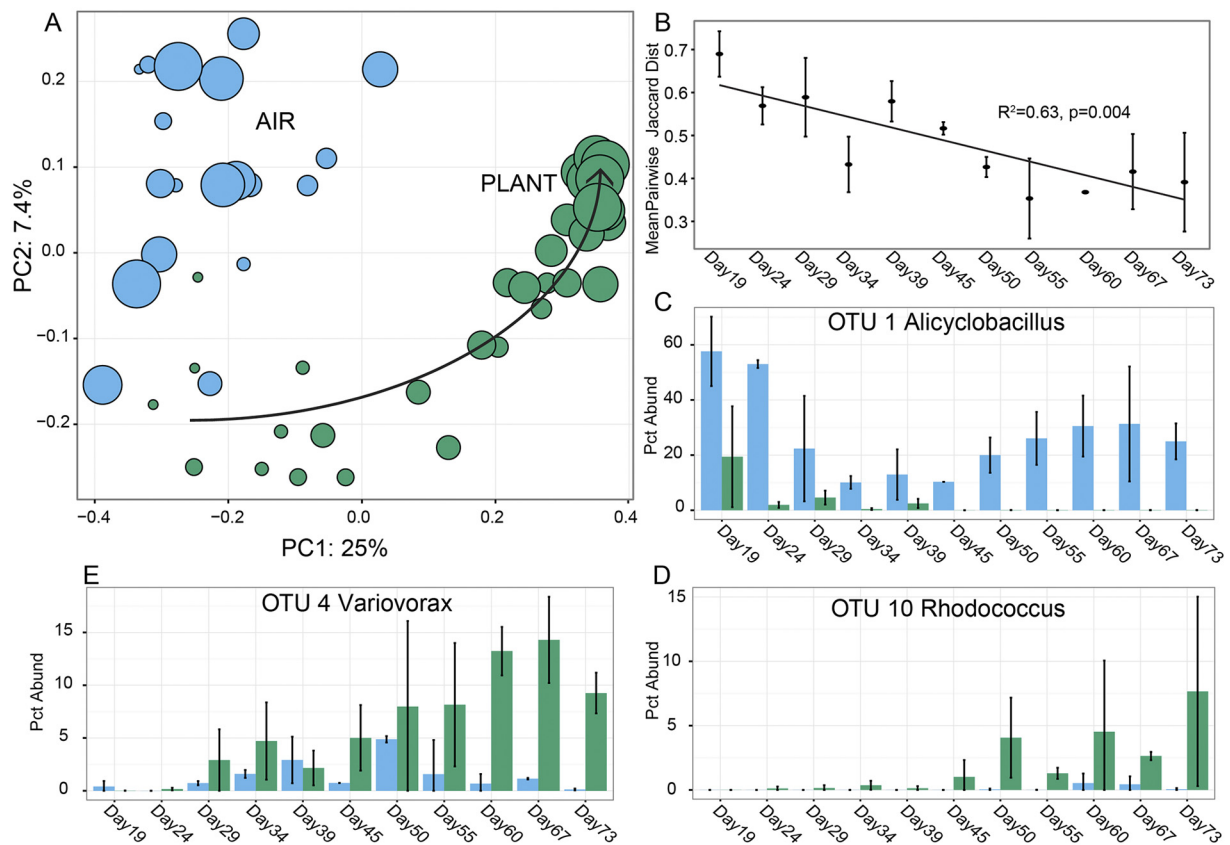 A
AIR
PLANT
PC2: 7.4%
0.2
0.1
0.0
−0.1
−0.2
−0.4
−0.2
0.0
0.2
0.4
PC1: 25%
B
MeanPairwise Jaccard Dist
0.7
0.6
0.5
0.4
0.3
R²=0.63, p=0.004
Day19
Day24
Day29
Day34
Day39
Day45
Day50
Day55
Day60
Day67
Day73
C
OTU 1 Alicyclobacillus
Pct Abund
60
40
20
0
Day19
Day24
Day29
Day34
Day39
Day45
Day50
Day55
Day60
Day67
Day73
E
OTU 4 Variovorax
Pct Abund
15
10
5
0
Day19
Day24
Day29
Day34
Day39
Day45
Day50
Day55
Day60
Day67
Day73
D
OTU 10 Rhodococcus
Pct Abund
15
10
5
0
Day19
Day24
Day29
Day34
Day39
Day45
Day50
Day55
Day60
Day67
Day73